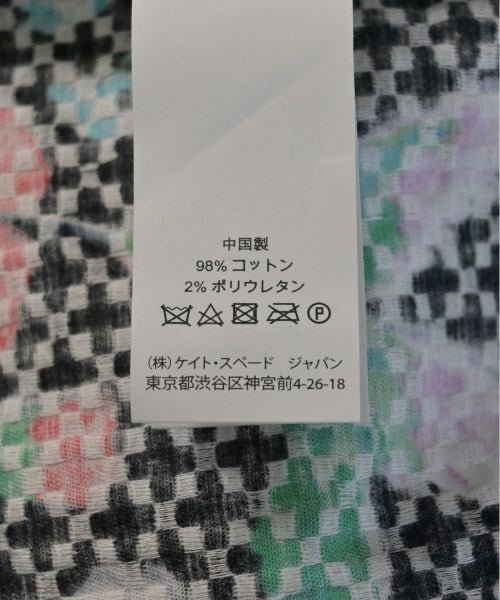 中国製
98% コットン
2% ポリウレタン
P
（株）ケイト・スペード ジャパン
東京都渋谷区神宮前4-26-18